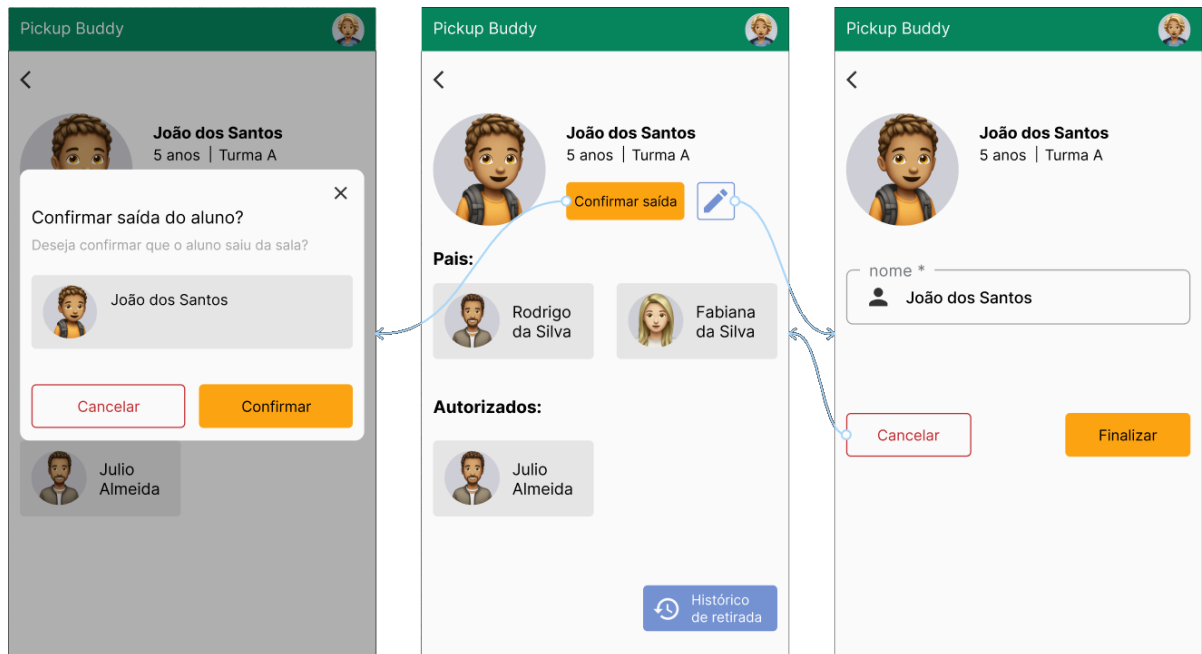 Pickup Buddy
João dos Santos
5 anos | Turma A
Confirmar saída do aluno?
Deseja confirmar que o aluno saiu da sala?
João dos Santos
Cancelar
Confirmar
Julio
Almeida
Pickup Buddy
João dos Santos
5 anos | Turma A
Confirmar saída
Pais:
Rodrigo
da Silva
Fabiana
da Silva
Autorizados:
Julio
Almeida
Histórico
de retirada
Pickup Buddy
João dos Santos
5 anos | Turma A
nome *
João dos Santos
Cancelar
Finalizar